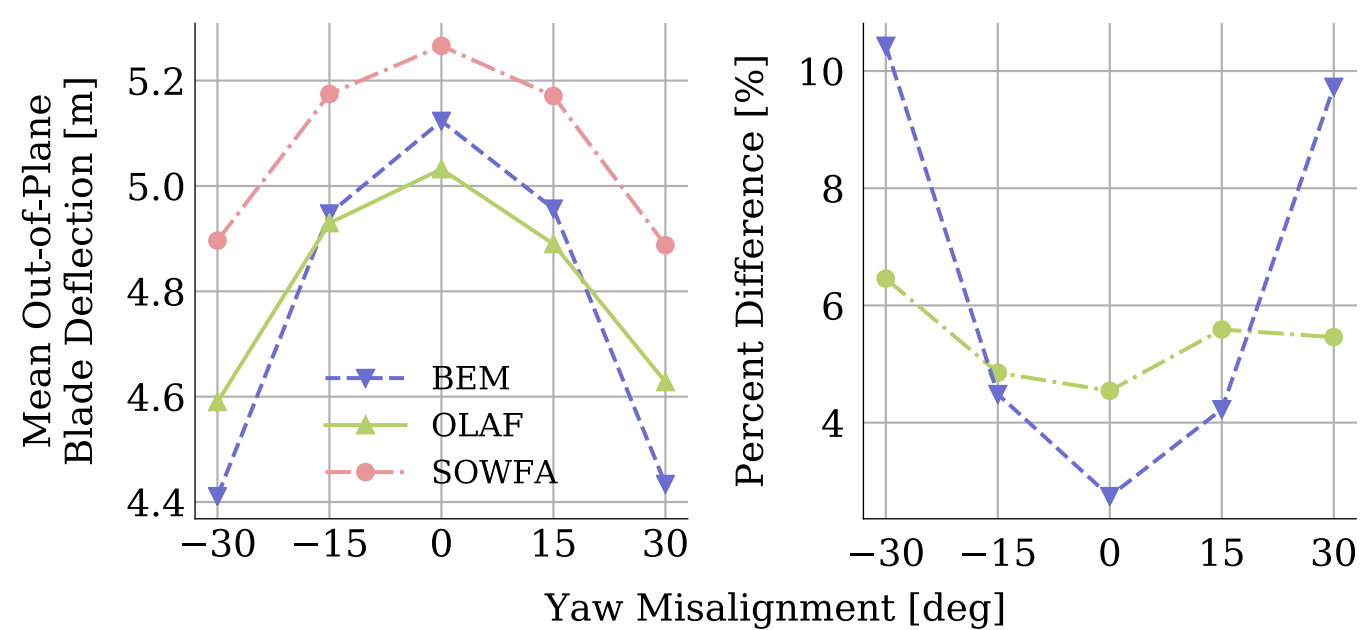 Mean Out-of-Plane
Blade Deflection [m]
5.2
5.0
4.8
4.6
4.4
−30 −15 0 15 30
BEM
OLAF
SOWFA
Percent Difference [%]
10
8
6
4
−30 −15 0 15 30
Yaw Misalignment [deg]